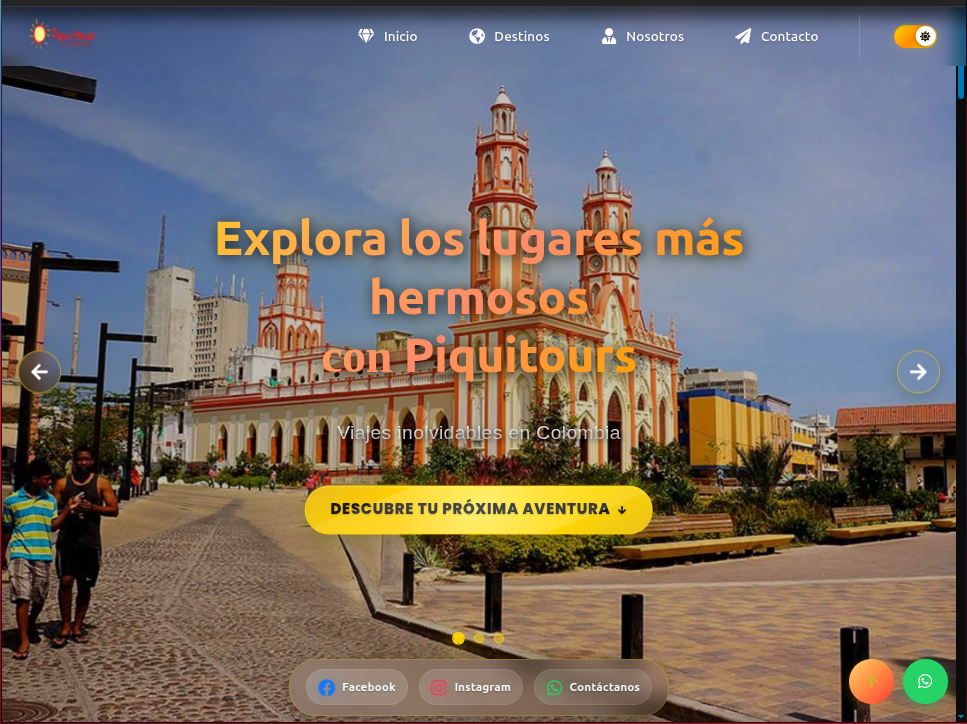 Inicio
Destinos
Nosotros
Contacto
Explora los lugares más
hermosos
con Piquitours
Viajes inolvidables en Colombia
DESCUBRE TU PRÓXIMA AVENTURA ↓
Facebook
Instagram
Contáctanos